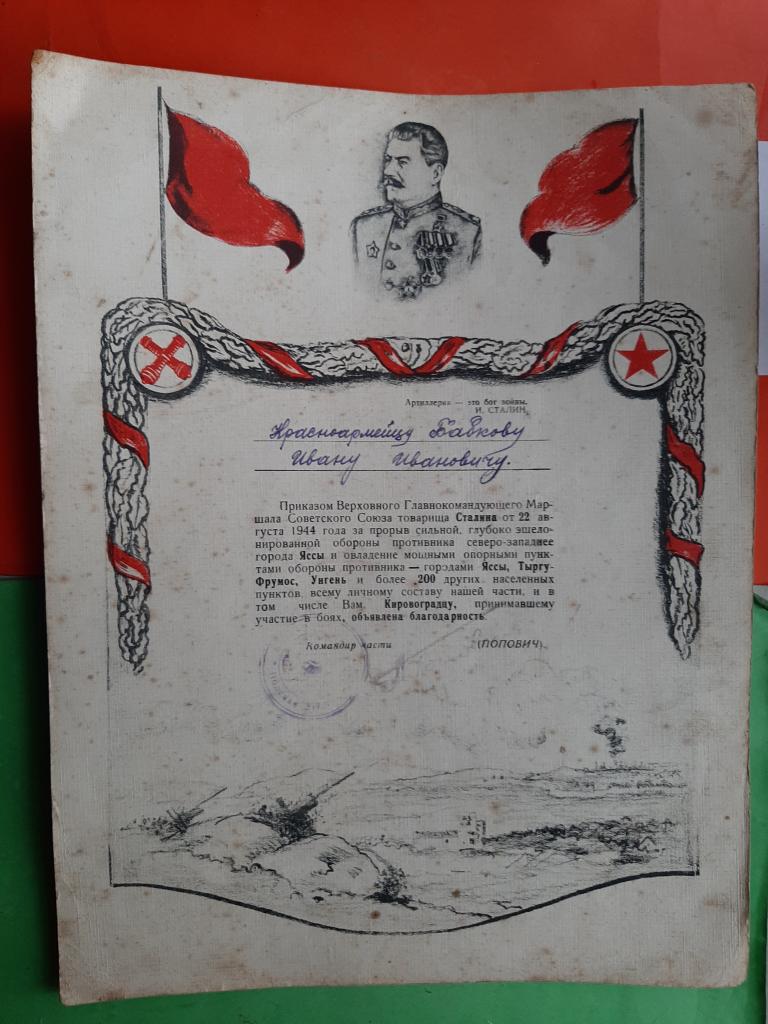 Артиллерия — это бог войны.
И. СТАЛИН.
Красноармейцу Бабкову
Ивану Ивановичу.
Приказом Верховного Главнокомандующего Мар-
шала Советского Союза товарища Сталина от 22 ав-
густа 1944 года за прорыв сильной, глубоко эшело-
нированной обороны противника северо-западнее
города Яссы и овладение мощными опорными пунк-
тами обороны противника — городами Яссы, Тыргу-
Фрумос, Унгень и более 200 других населенных
пунктов, всему личному составу нашей части, и в
том числе Вам, Кировоградцу, принимавшему
участие в боях, объявлена благодарность.
Командир части (ПОПОВИЧ).